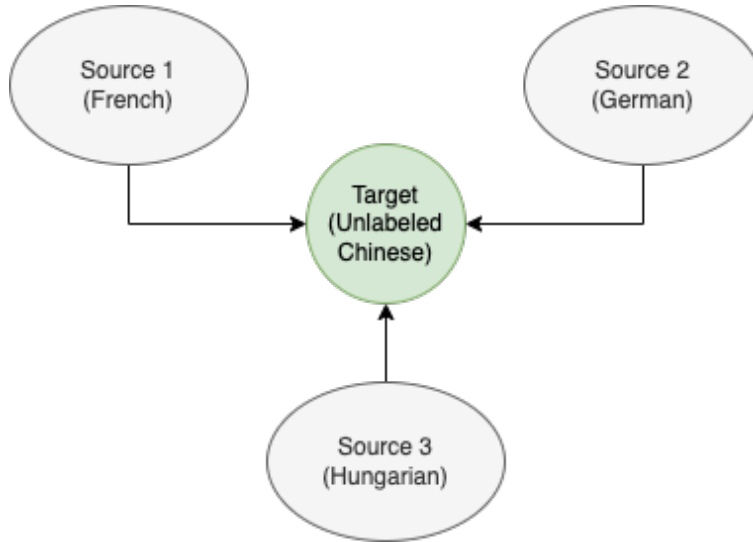 Source 1
(French)
Source 2
(German)
Target
(Unlabeled
Chinese)
Source 3
(Hungarian)